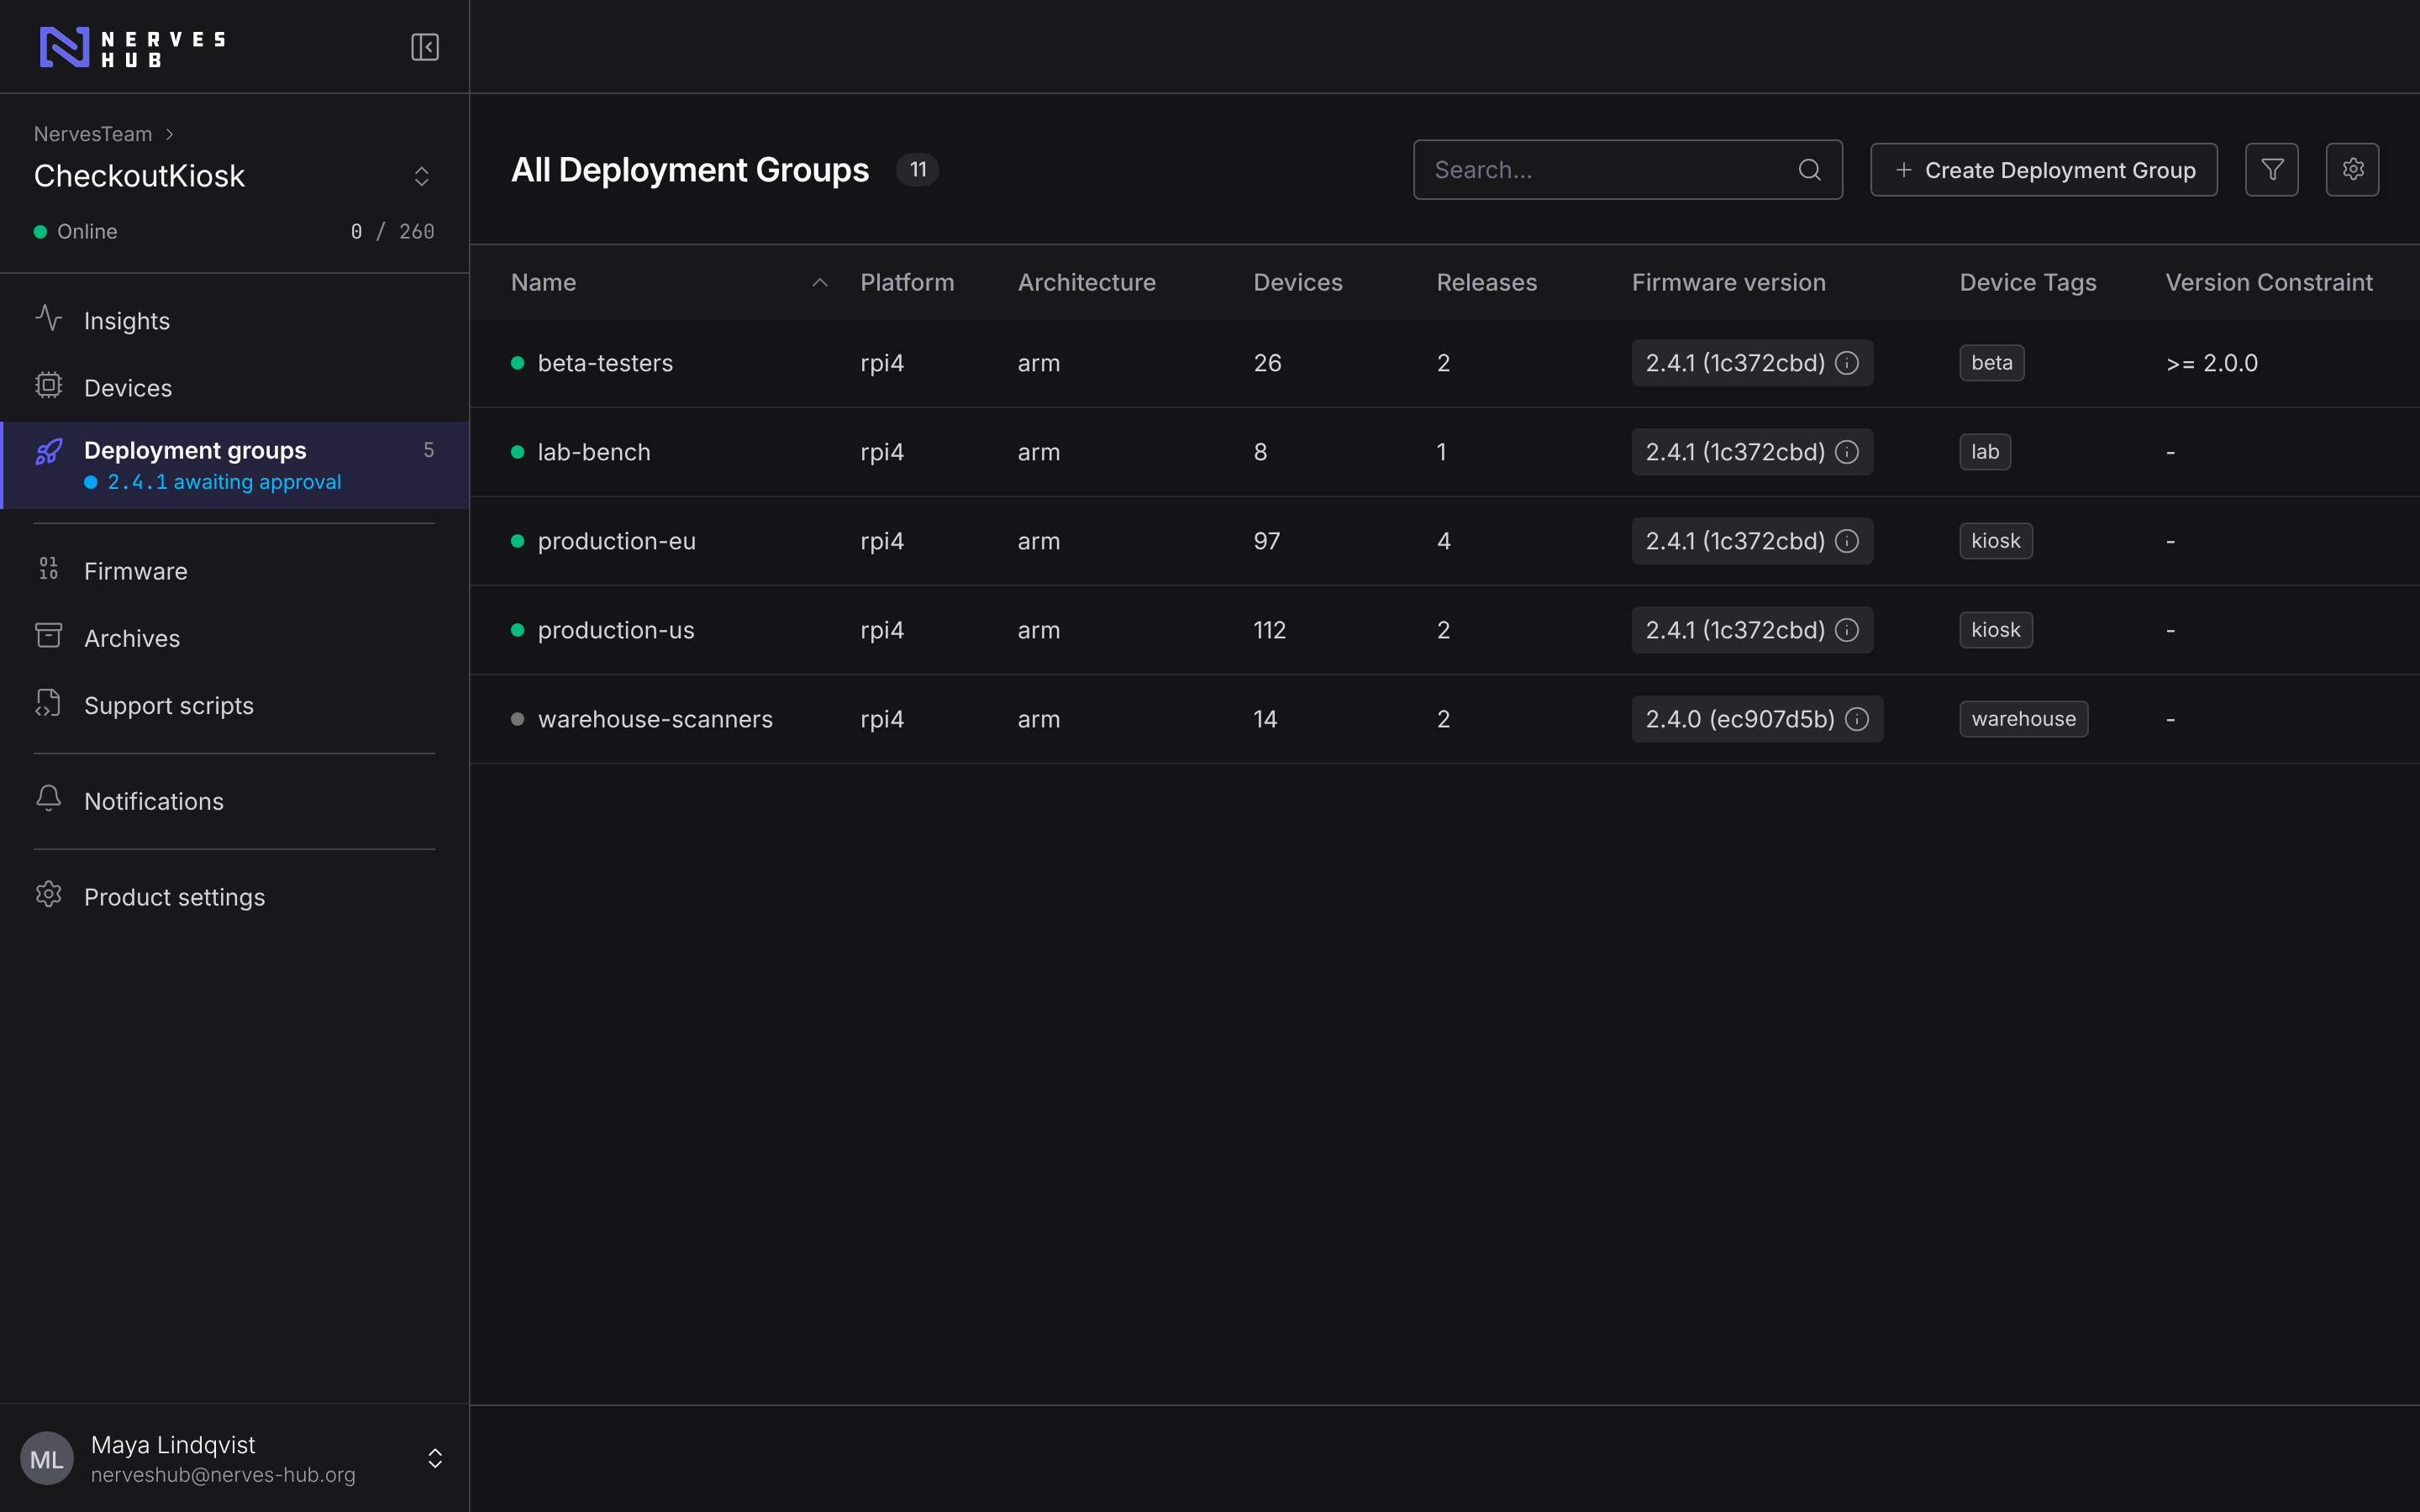 NERVES
HUB
NervesTeam
CheckoutKiosk
Online 0 / 260
Insights
Devices
Deployment groups 5
2.4.1 awaiting approval
Firmware
Archives
Support scripts
Notifications
Product settings
ML
Maya Lindqvist
nerveshub@nerves-hub.org
All Deployment Groups 11
Search...
Create Deployment Group
Name Platform Architecture Devices Releases Firmware version Device Tags Version Constraint
beta-testers rpi4 arm 26 2 2.4.1 (1c372cbd) beta >= 2.0.0
lab-bench rpi4 arm 8 1 2.4.1 (1c372cbd) lab -
production-eu rpi4 arm 97 4 2.4.1 (1c372cbd) kiosk -
production-us rpi4 arm 112 2 2.4.1 (1c372cbd) kiosk -
warehouse-scanners rpi4 arm 14 2 2.4.0 (ec907d5b) warehouse -